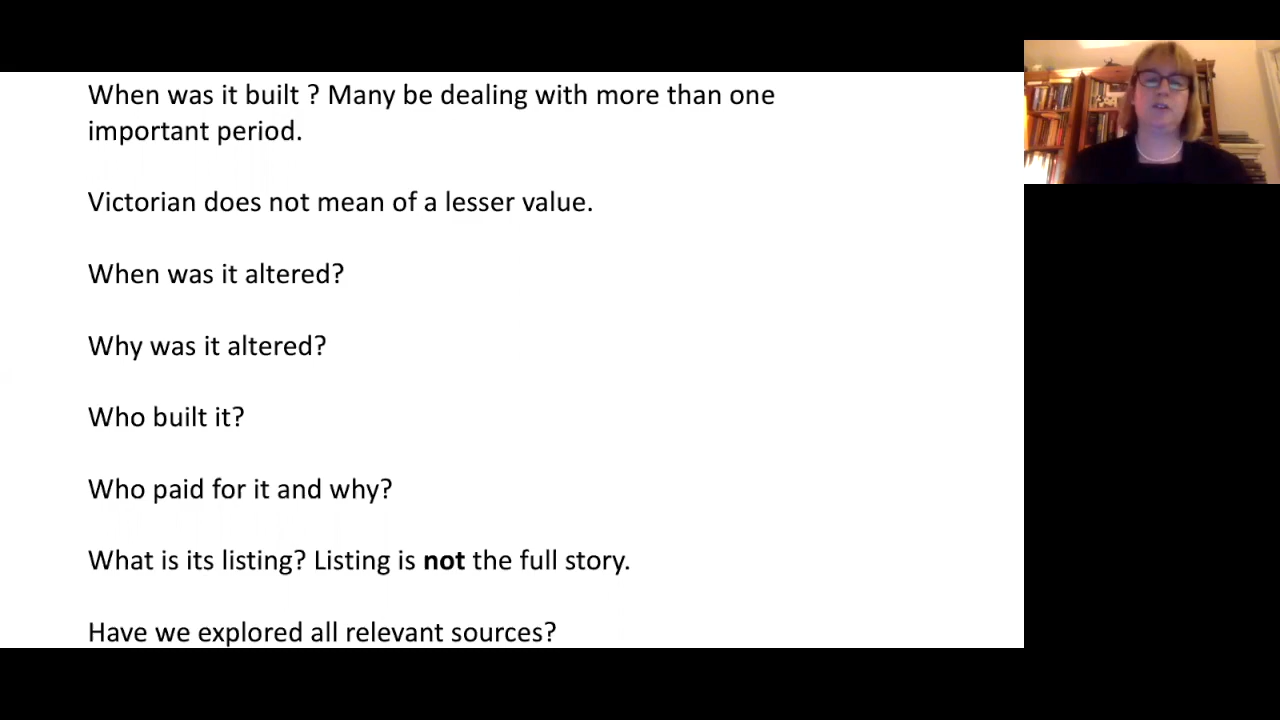 When was it built ? Many be dealing with more than one
important period.
Victorian does not mean of a lesser value.
When was it altered?
Why was it altered?
Who built it?
Who paid for it and why?
What is its listing? Listing is not the full story.
Have we explored all relevant sources?